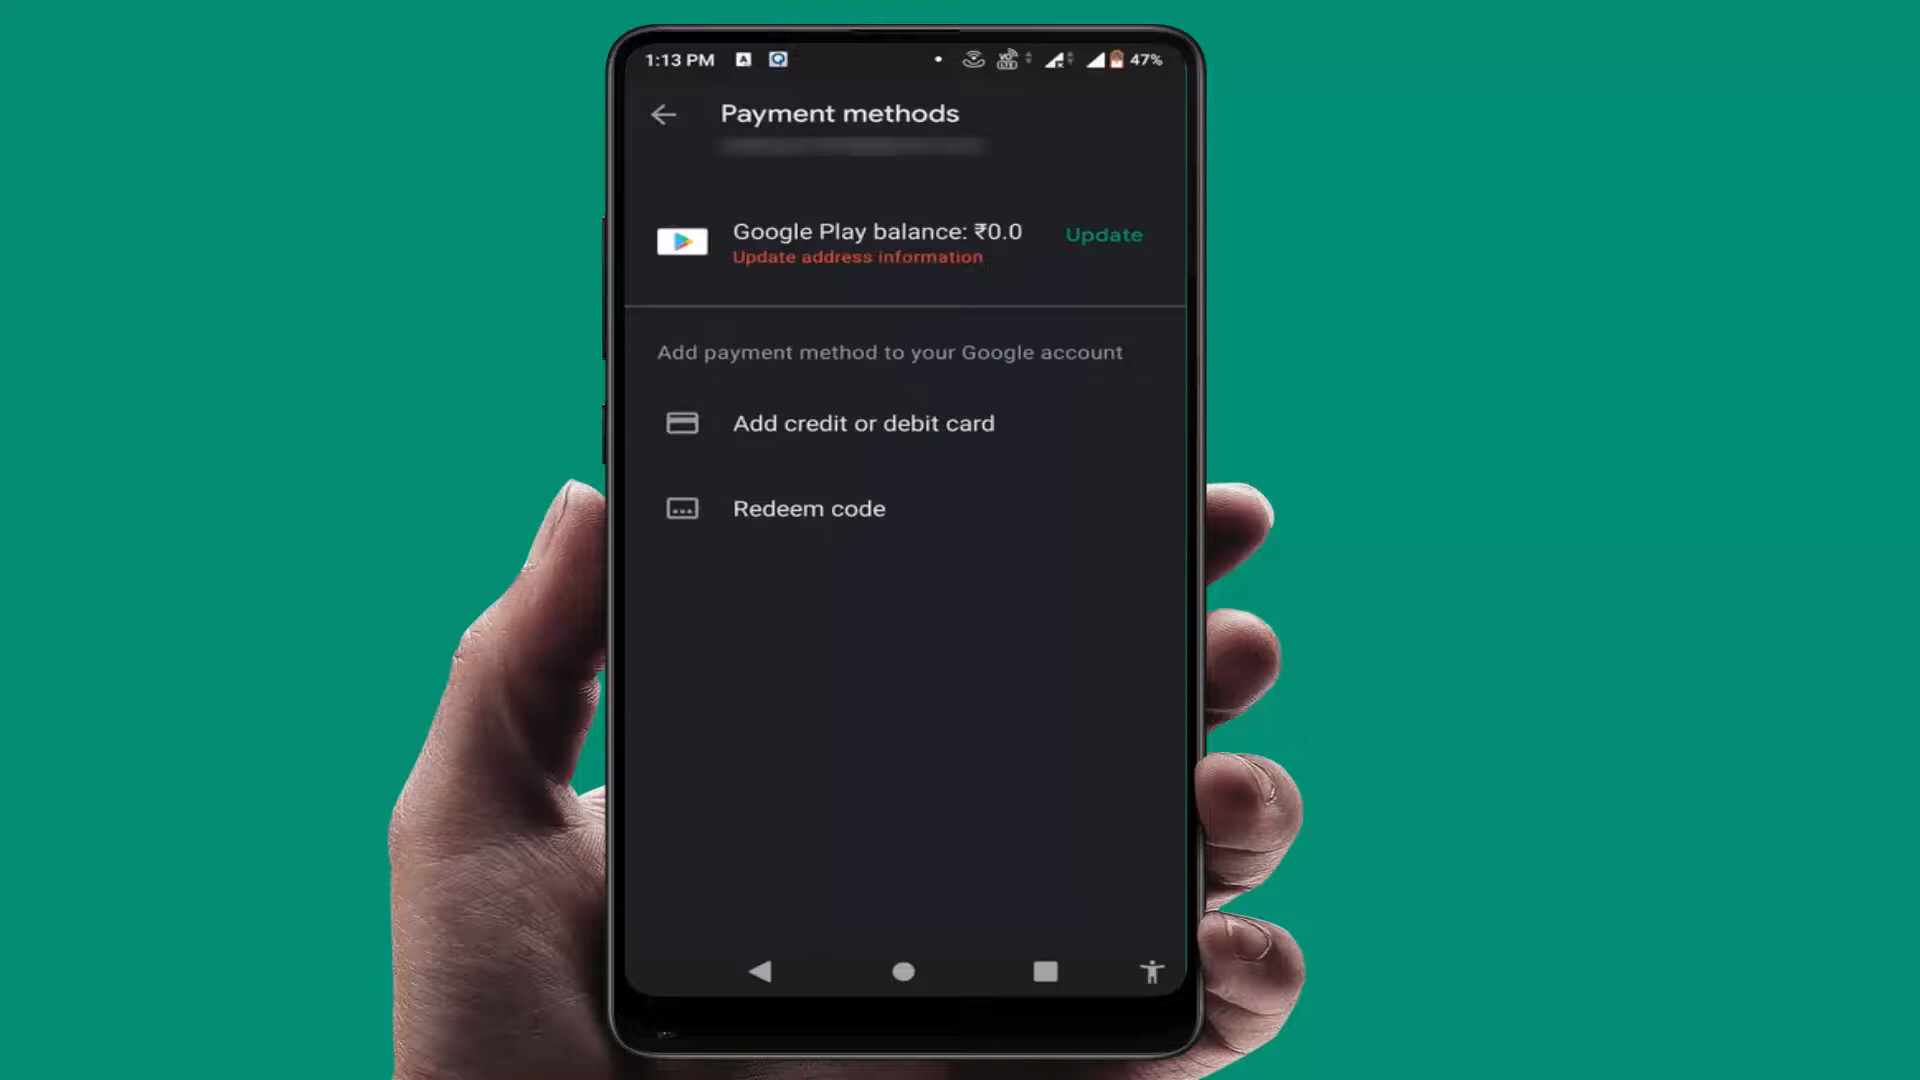 1:13 PM
47%
Payment methods
Google Play balance: ₹0.0
Update
Update address information
Add payment method to your Google account
Add credit or debit card
Redeem code